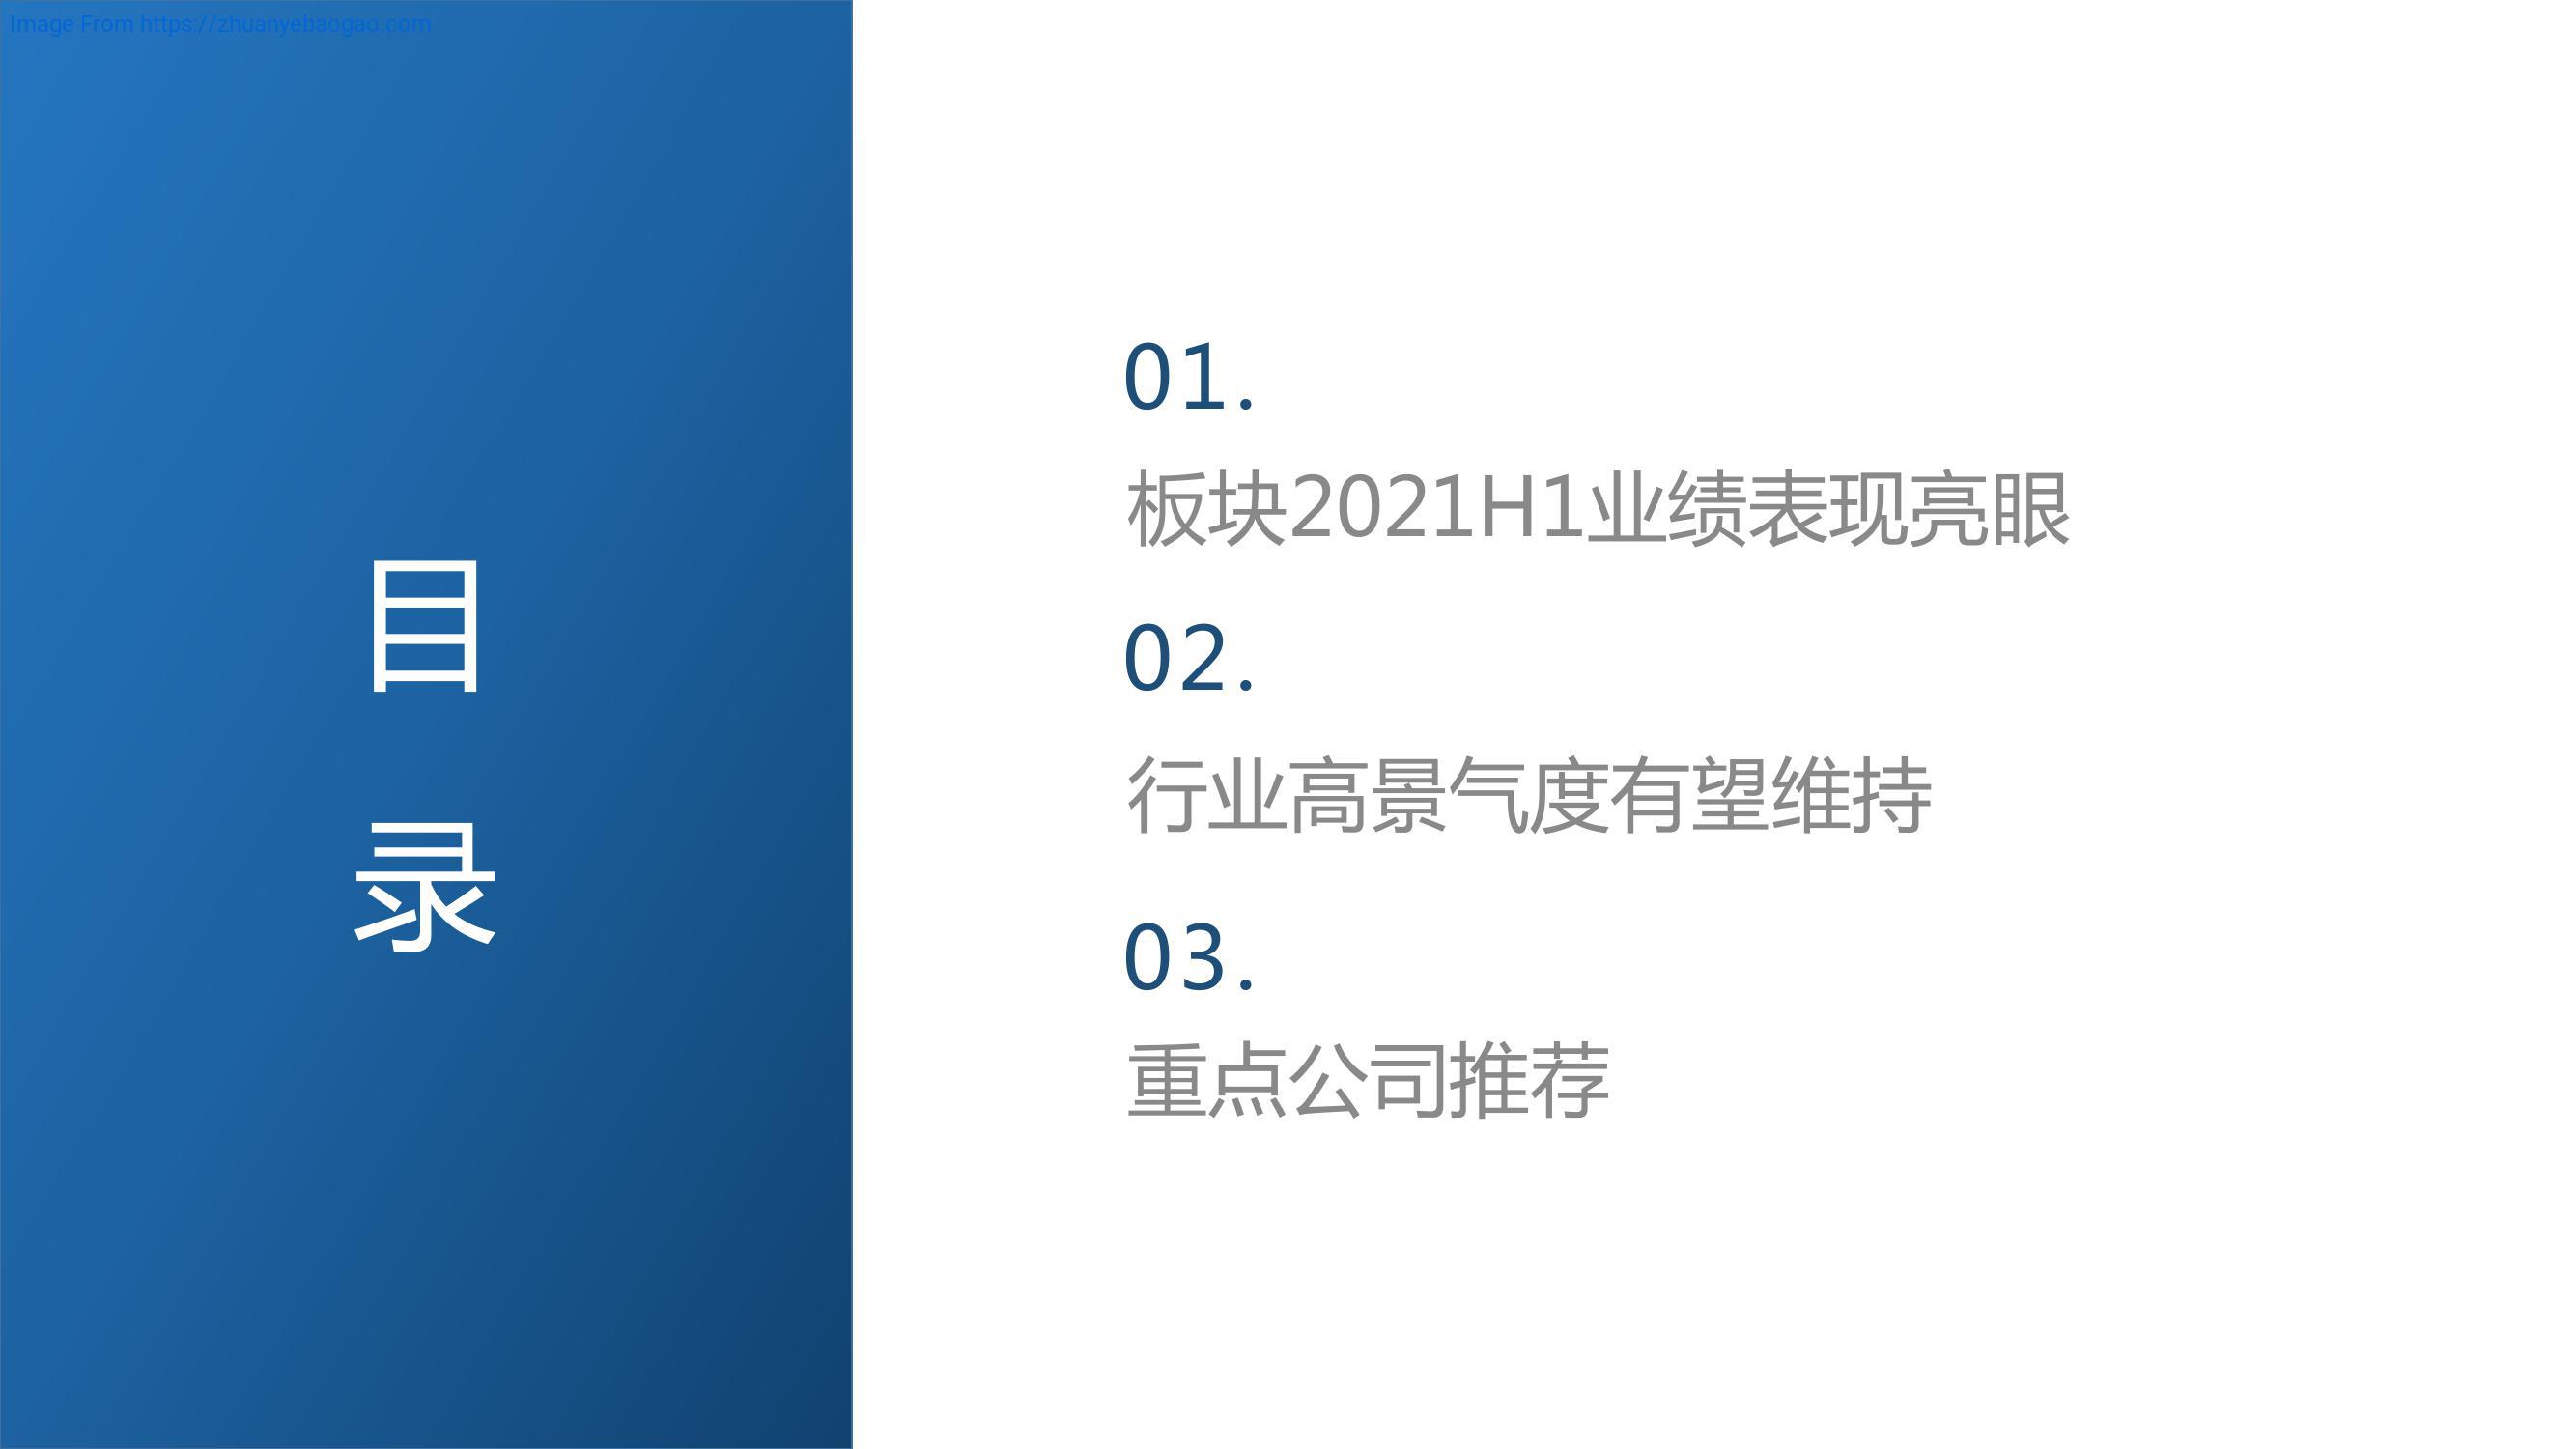 Image From https://zhuanyebaogao.com
目
录
01.
板块2021H1业绩表现亮眼
02.
行业高景气度有望维持
03.
重点公司推荐